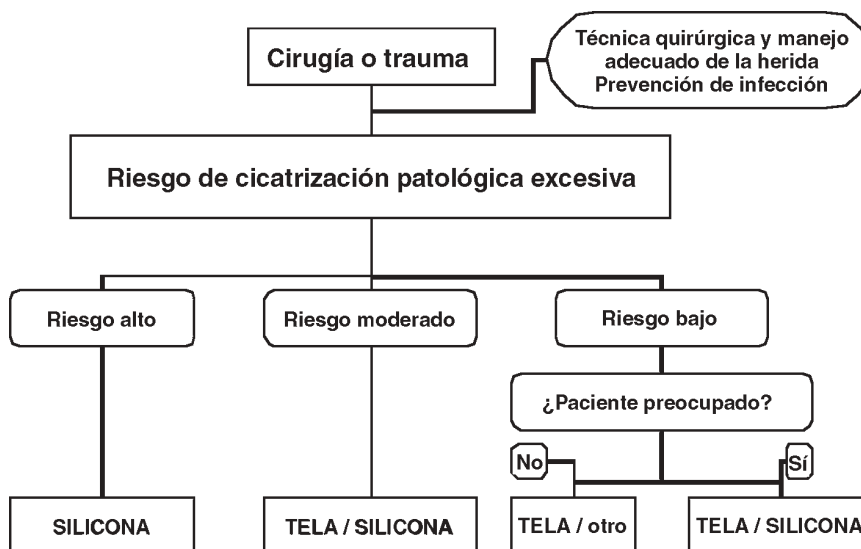 Cirugía o trauma
Técnica quirúrgica y manejo
adecuado de la herida
Prevención de infección
Riesgo de cicatrización patológica excesiva
Riesgo alto
Riesgo moderado
Riesgo bajo
¿Paciente preocupado?
No
Sí
SILICONA
TELA / SILICONA
TELA / otro
TELA / SILICONA